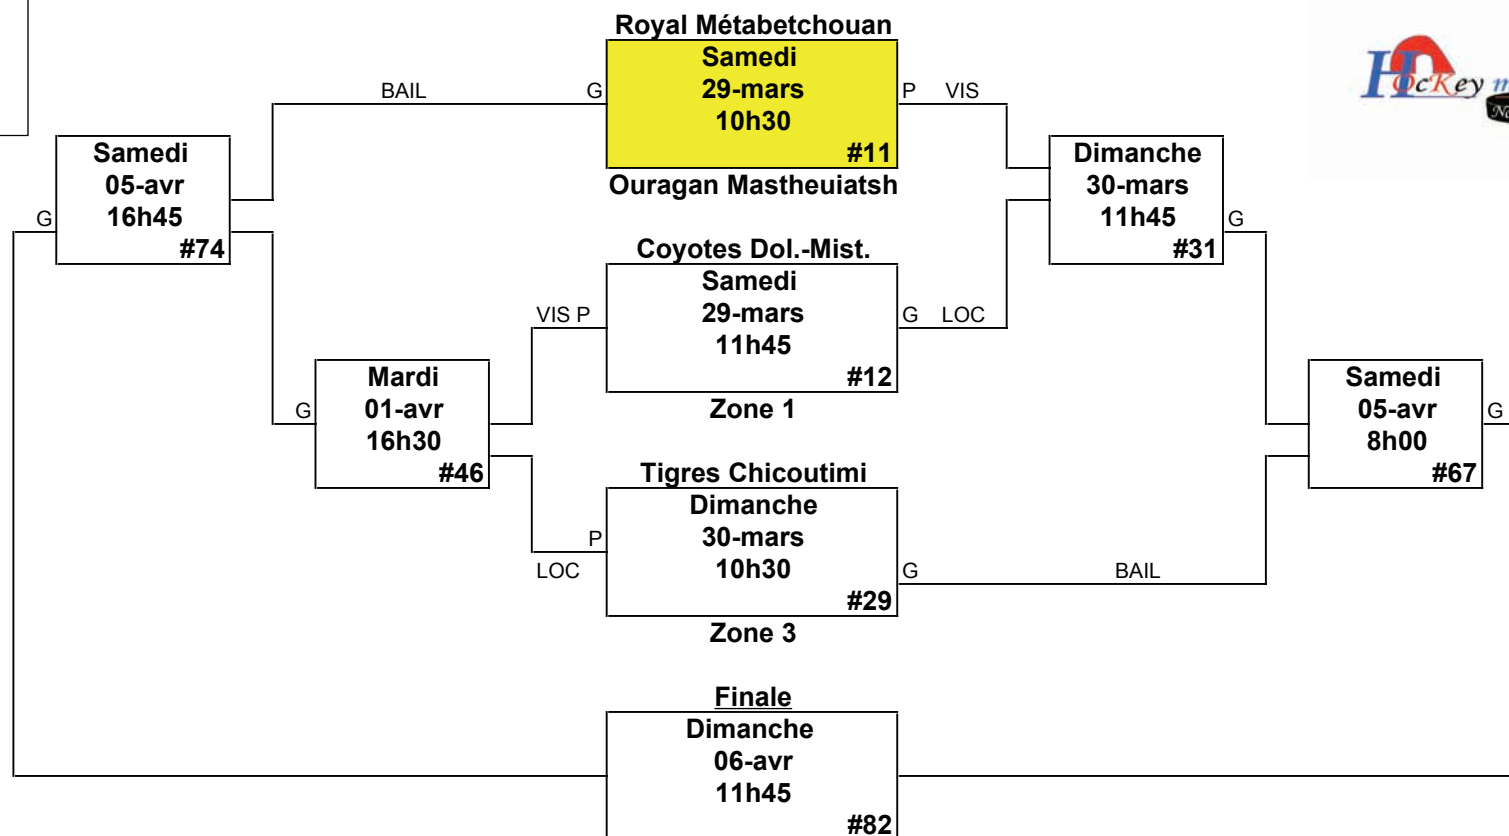 Royal Métabetchouan
Samedi
29-mars
10h30
#11
Ouragan Mastheuiatsh
BAIL
G
P
VIS
Hockey
Samedi
05-avr
16h45
#74
G
Dimanche
30-mars
11h45
#31
G
Coyotes Dol.-Mist.
Samedi
29-mars
11h45
#12
Zone 1
VIS P
G
LOC
Mardi
01-avr
16h30
#46
G
Samedi
05-avr
8h00
#67
G
Tigres Chicoutimi
Dimanche
30-mars
10h30
#29
Zone 3
P
LOC
G
BAIL
Finale
Dimanche
06-avr
11h45
#82